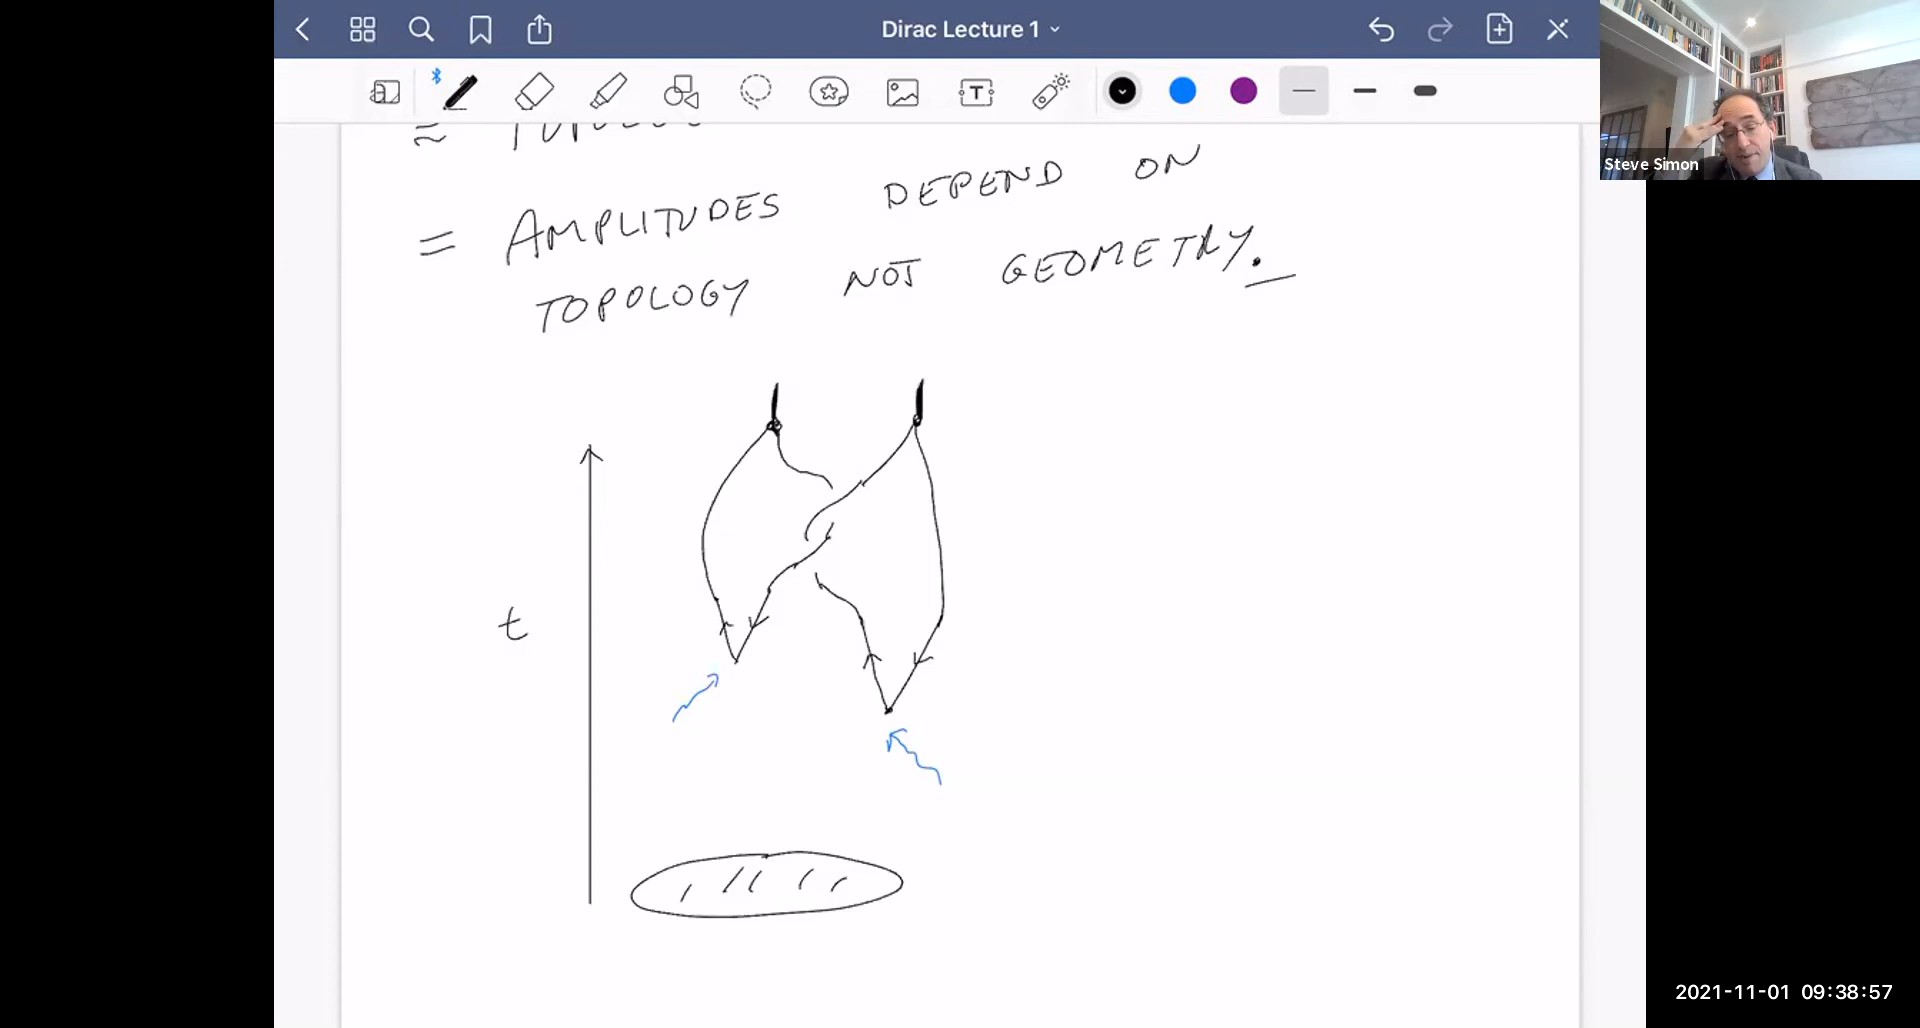 Dirac Lecture 1
T
Steve Simon
= AMPLITUDES DEPEND ON
TOPOLOGY NOT GEOMETRY.
t
2021-11-01 09:38:57